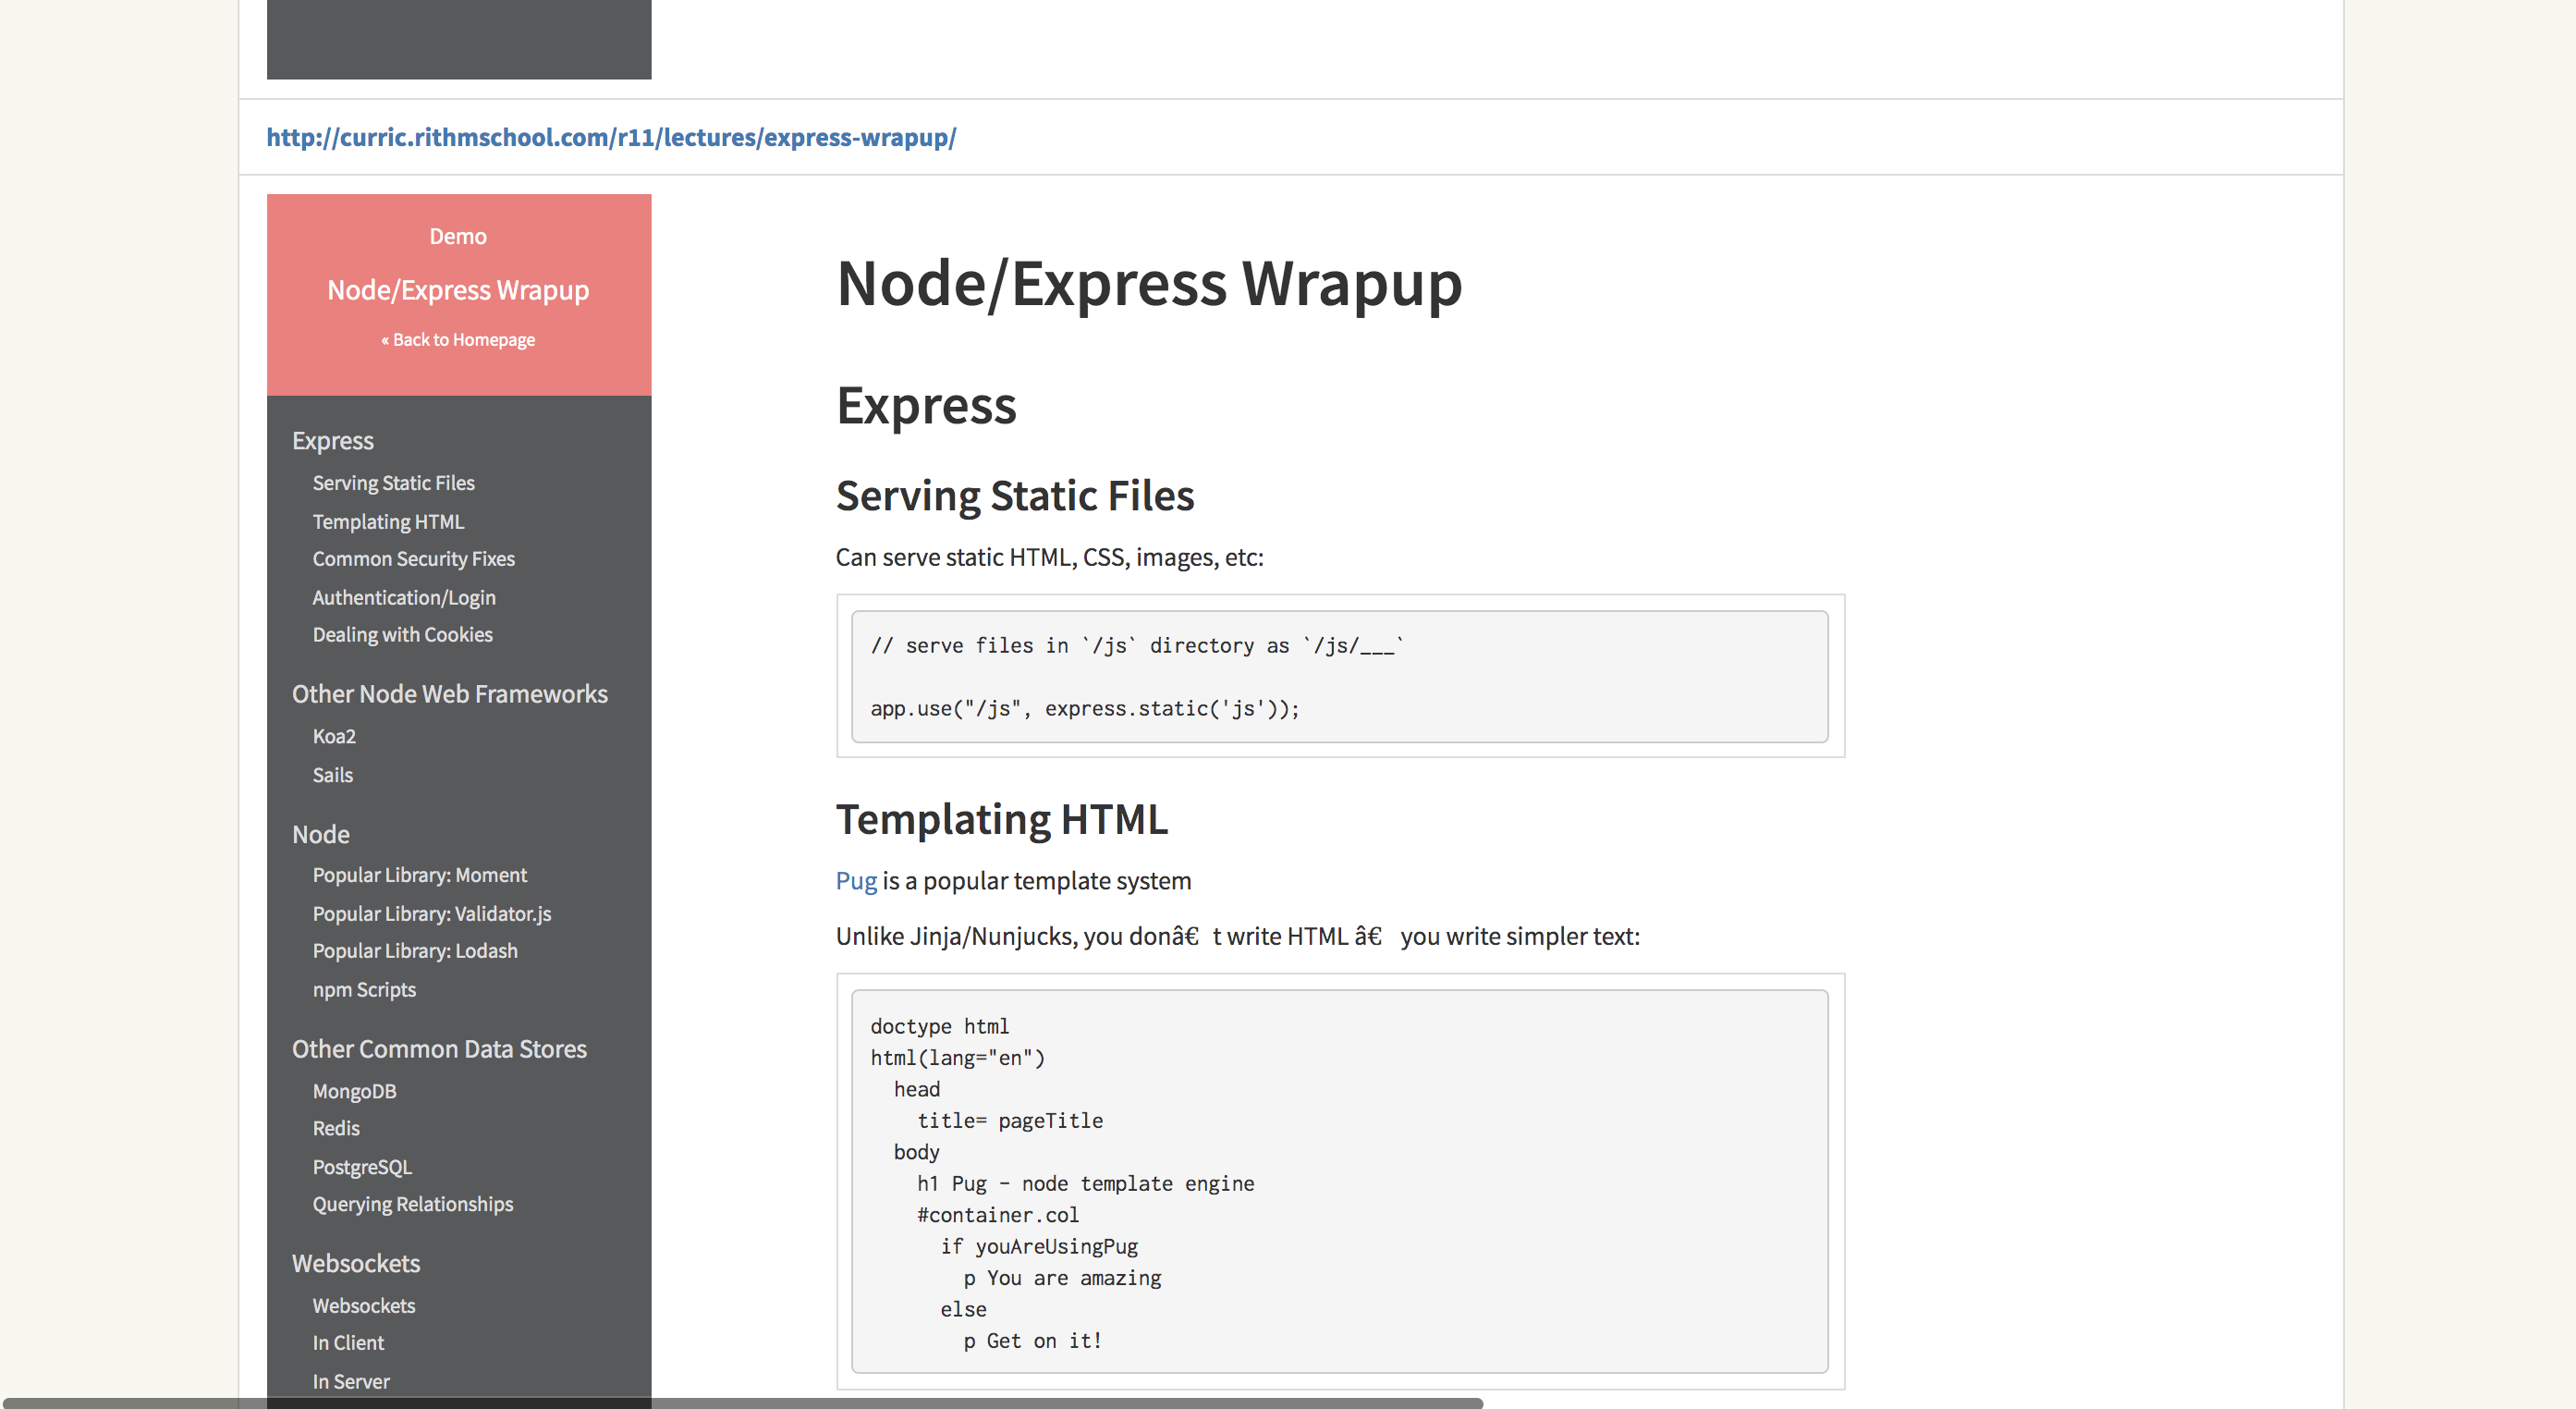 http://curric.rithmschool.com/r11/lectures/express-wrapup/
Demo
Node/Express Wrapup
« Back to Homepage
Express
Serving Static Files
Templating HTML
Common Security Fixes
Authentication/Login
Dealing with Cookies
Other Node Web Frameworks
Koa2
Sails
Node
Popular Library: Moment
Popular Library: Validator.js
Popular Library: Lodash
npm Scripts
Other Common Data Stores
MongoDB
Redis
PostgreSQL
Querying Relationships
Websockets
Websockets
In Client
In Server
Node/Express Wrapup
Express
Serving Static Files
Can serve static HTML, CSS, images, etc:
// serve files in `/js` directory as `/js/___`
app.use("/js", express.static('js'));
Templating HTML
Pug is a popular template system
Unlike Jinja/Nunjucks, you donâ€ t write HTML â€ you write simpler text:
doctype html
html(lang="en")
  head
    title= pageTitle
  body
    h1 Pug - node template engine
    #container.col
      if youAreUsingPug
        p You are amazing
      else
        p Get on it!